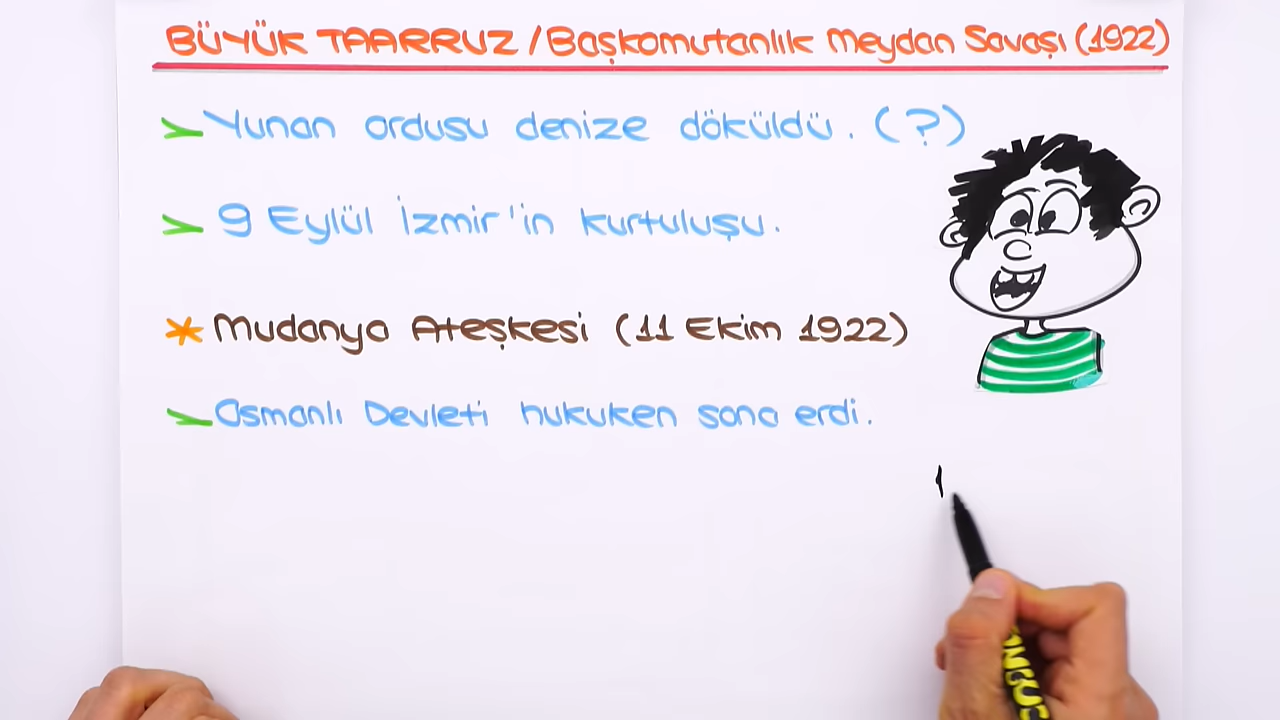 BÜYÜK TAARRUZ / Başkomutanlık Meydan Savaşı (1922)
Yunan ordusu denize döküldü. (?)
9 Eylül İzmir'in kurtuluşu.
* Mudanya Ateşkesi (11 Ekim 1922)
Osmanlı Devleti hukuken sona erdi.